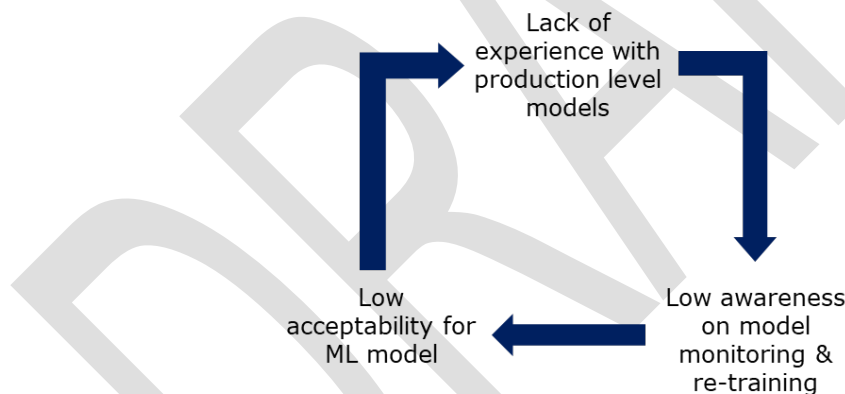 Lack of
experience with
production level
models
Low
acceptability for
ML model
Low awareness
on model
monitoring &
re-training
DRA